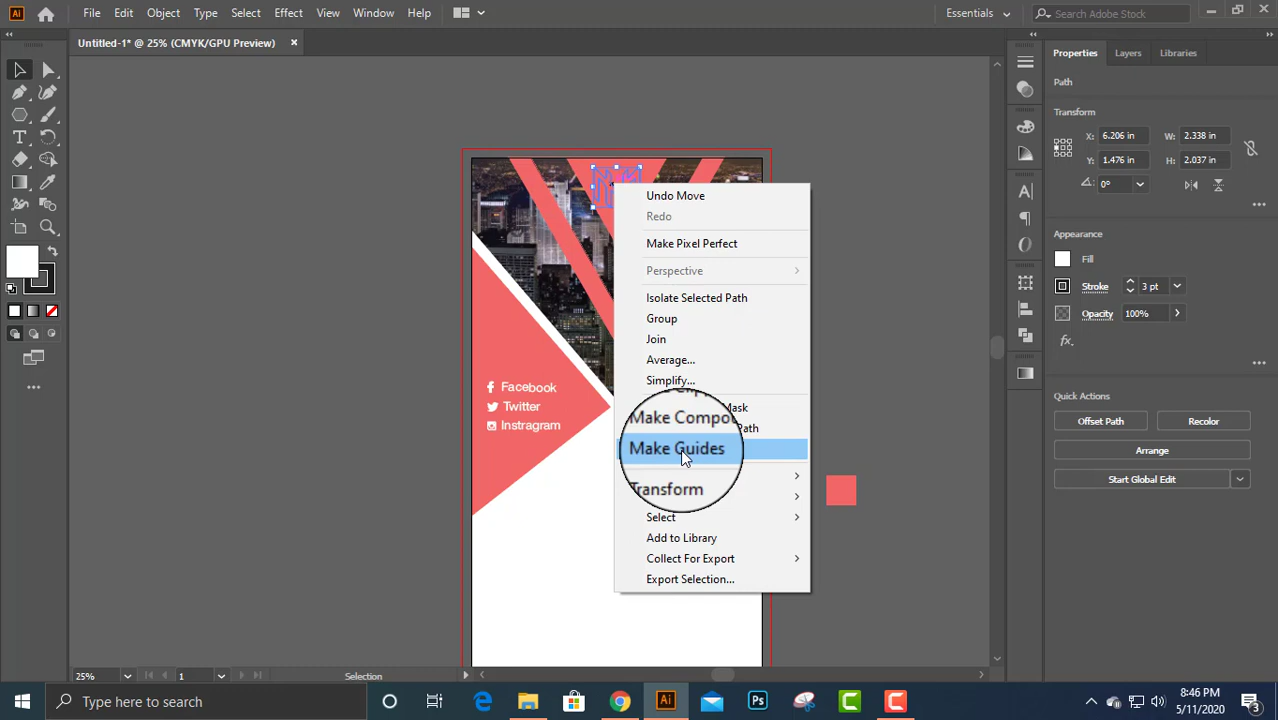 File Edit Object Type Select Effect View Window Help
Essentials
Search Adobe Stock
Untitled-1* @ 25% (CMYK/GPU Preview)
Properties Layers Libraries
Path
Transform
X: 6.206 in W: 2.338 in
Y: 1.476 in H: 2.037 in
0°
Appearance
Fill
Stroke 3 pt
Opacity 100%
fx.
Quick Actions
Offset Path Recolor
Arrange
Start Global Edit
Undo Move
Redo
Make Pixel Perfect
Perspective
Isolate Selected Path
Group
Join
Average...
Simplify...
Mask
Make Compou
Path
Make Guides
Transform
Select
Add to Library
Collect For Export
Export Selection...
Facebook
Twitter
Instragram
25% 1 Selection
Type here to search
8:46 PM
5/11/2020
3